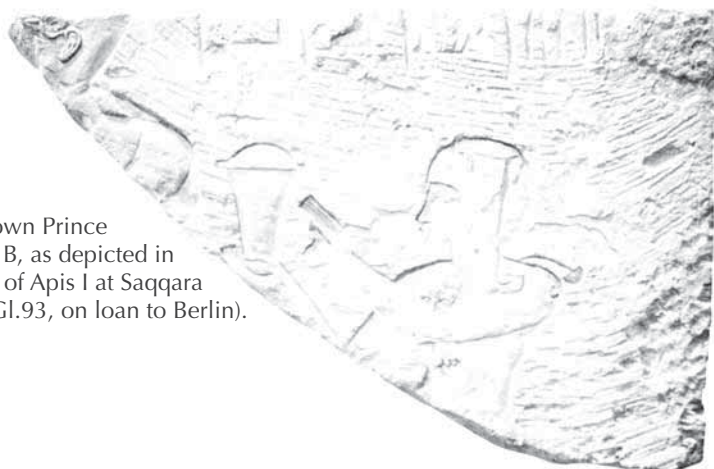 own Prince
B, as depicted in
of Apis I at Saqqara
Gl.93, on loan to Berlin).